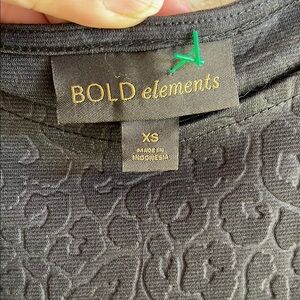 BOLD elements
XS
MADE IN
INDONESIA